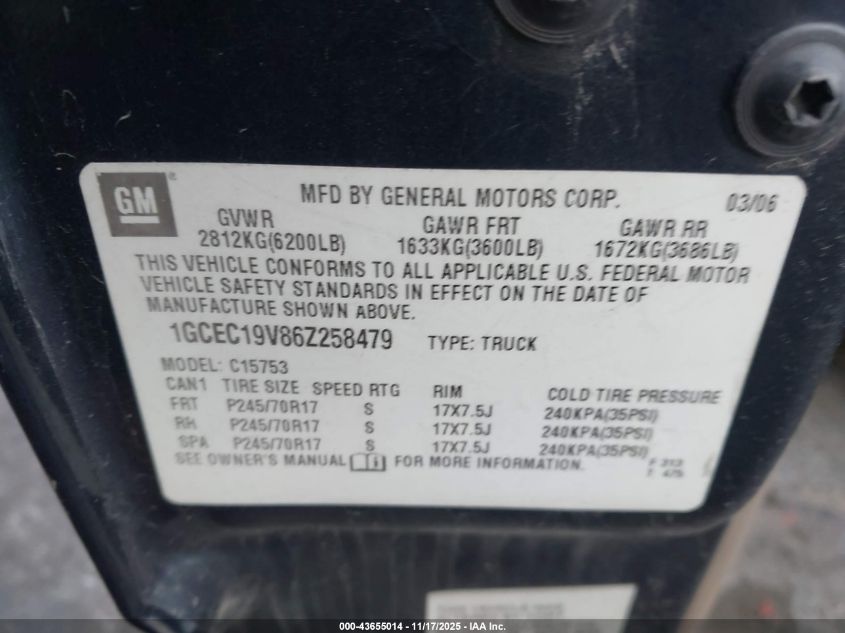 GM
MFD BY GENERAL MOTORS CORP. 03/06
GVWR GAWR FRT GAWR RR
2812KG(6200LB) 1633KG(3600LB) 1672KG(3686LB)
THIS VEHICLE CONFORMS TO ALL APPLICABLE U.S. FEDERAL MOTOR
VEHICLE SAFETY STANDARDS IN EFFECT ON THE DATE OF
MANUFACTURE SHOWN ABOVE.
1GCEC19V86Z258479 TYPE: TRUCK
MODEL: C15753
CAN1 TIRE SIZE SPEED RTG RIM COLD TIRE PRESSURE
FRT P245/70R17 S 17X7.5J 240KPA(35PSI)
RH P245/70R17 S 17X7.5J 240KPA(35PSI)
SPA P245/70R17 S 17X7.5J 240KPA(35PSI)
SEE OWNER'S MANUAL FOR MORE INFORMATION.
000-43655014 - 11/17/2025 - IAA Inc.